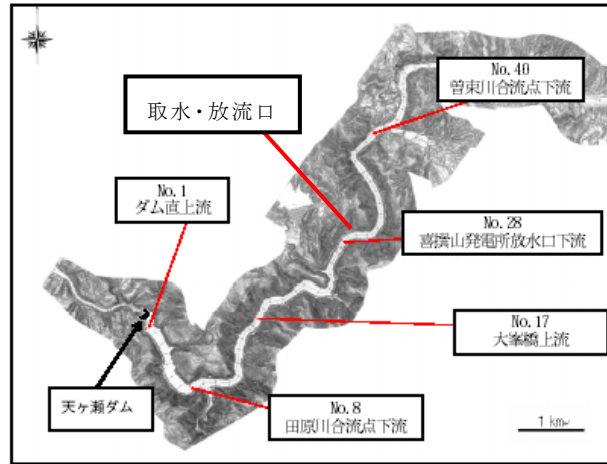 No.40
曽束川合流点下流
取水・放流口
No.1
ダム直上流
No.28
喜撰山発電所放水口下流
No.17
大峯橋上流
天ヶ瀬ダム
No.8
田原川合流点下流
1 km